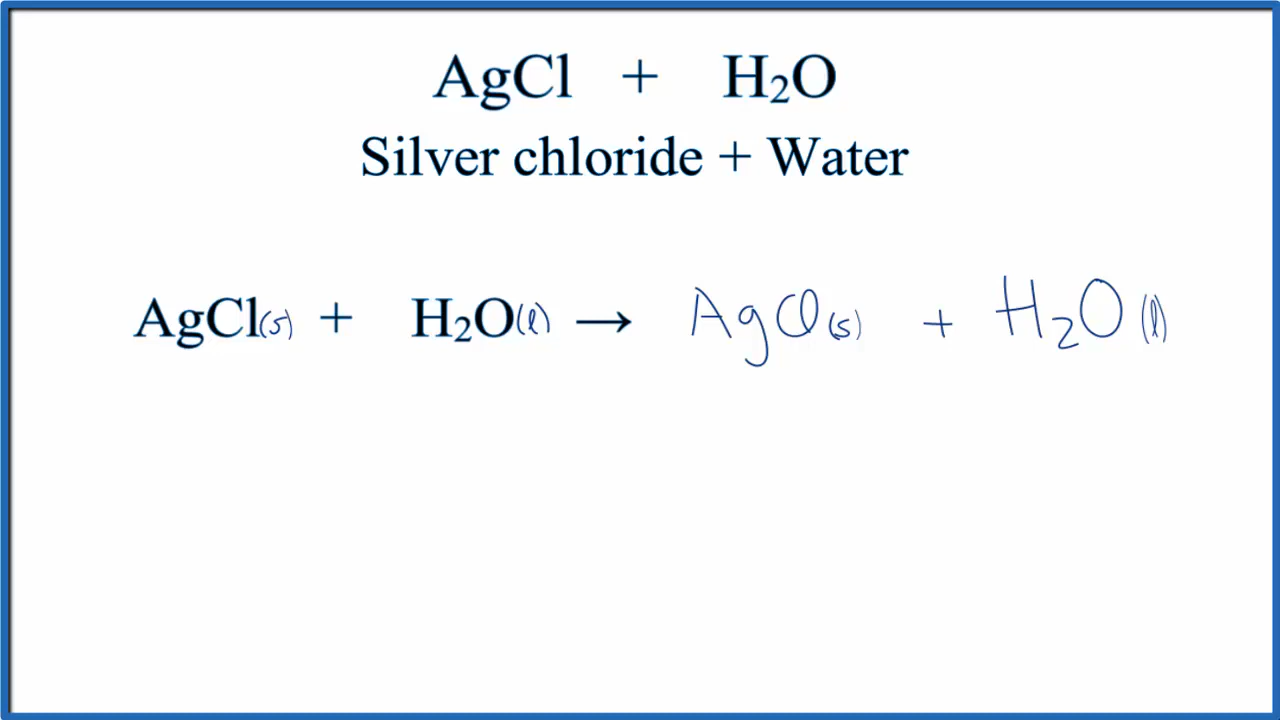 AgCl + H₂O
Silver chloride + Water
AgCl(s) + H₂O(l) → AgCl(s) + H₂O(l)